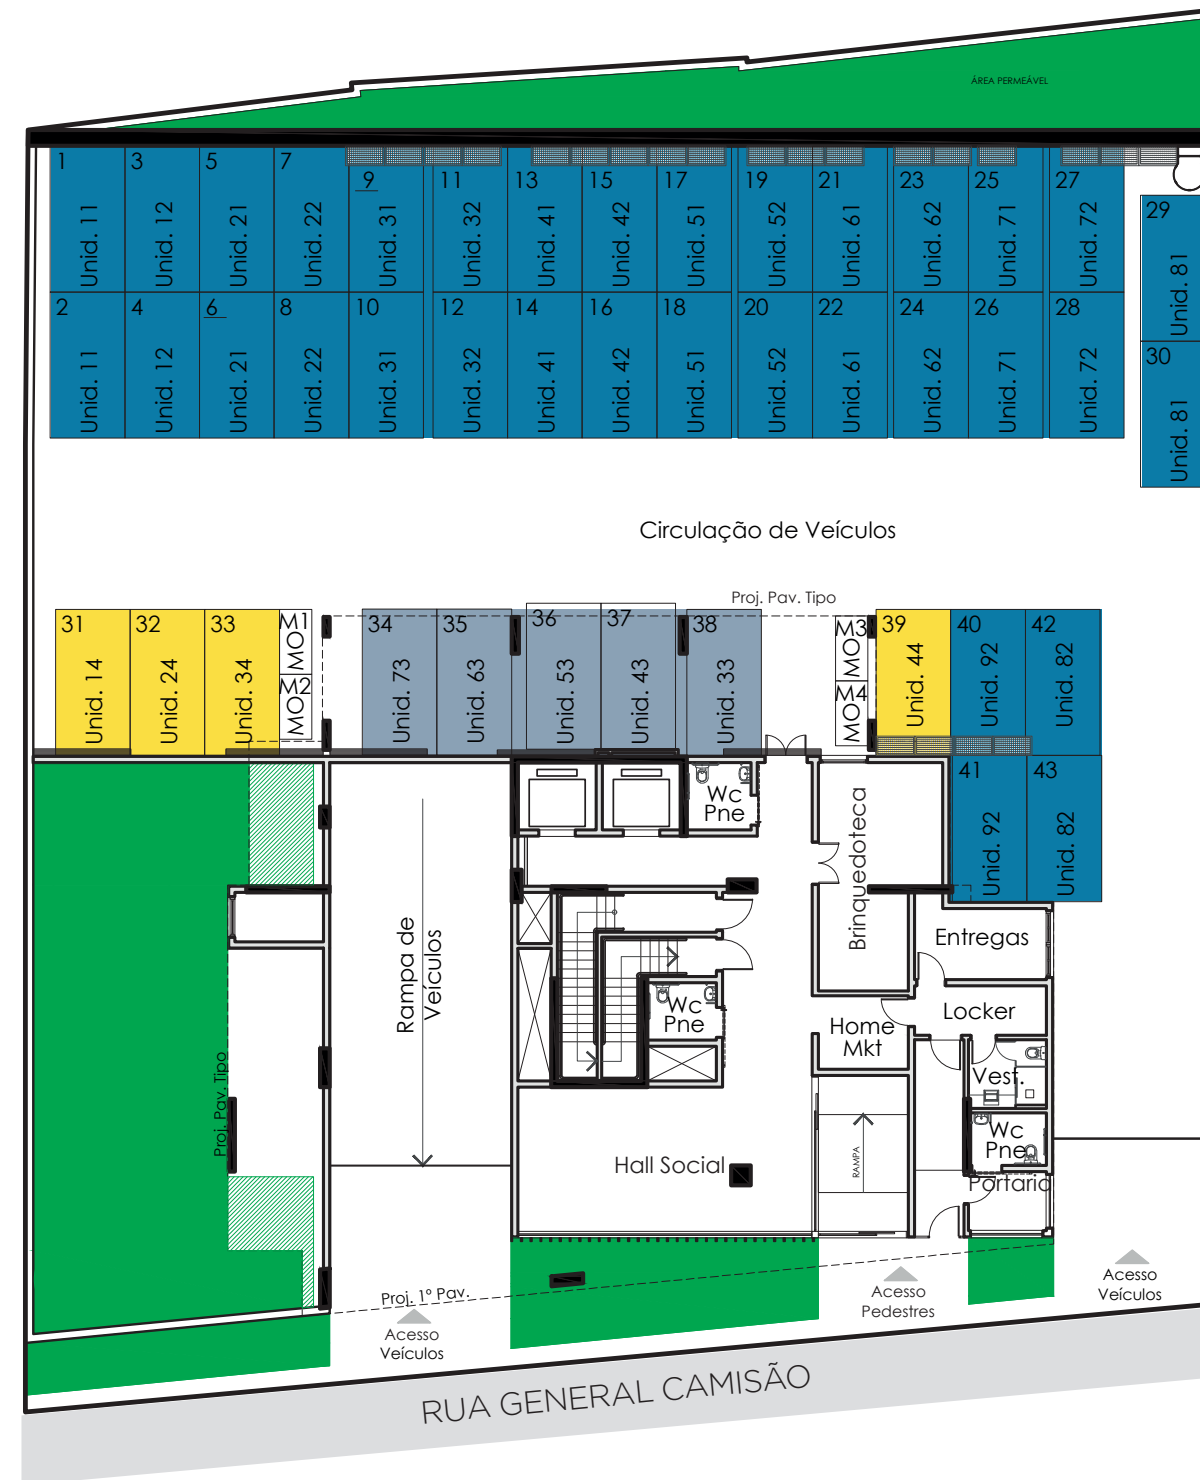 ÁREA PERMEÁVEL
1
3
5
7
9
11
13
15
17
19
21
23
25
27
29
Unid. 11
Unid. 12
Unid. 21
Unid. 22
Unid. 31
Unid. 32
Unid. 41
Unid. 42
Unid. 51
Unid. 52
Unid. 61
Unid. 62
Unid. 71
Unid. 72
Unid. 81
2
4
6
8
10
12
14
16
18
20
22
24
26
28
30
Unid. 11
Unid. 12
Unid. 21
Unid. 22
Unid. 31
Unid. 32
Unid. 41
Unid. 42
Unid. 51
Unid. 52
Unid. 61
Unid. 62
Unid. 71
Unid. 72
Unid. 81
Circulação de Veículos
Proj. Pav. Tipo
31
32
33
M1
MO
M2
MO
34
35
36
37
38
M3
MO
M4
MO
39
40
42
Unid. 14
Unid. 24
Unid. 34
Unid. 73
Unid. 63
Unid. 53
Unid. 43
Unid. 33
Unid. 44
Unid. 92
Unid. 82
41
43
Unid. 92
Unid. 82
Wc
Pne
Brinquedoteca
Rampa de
Veículos
Entregas
Wc
Pne
Home
Mkt
Locker
Vest.
Wc
Pne
Portaria
Proj. Pav. Tipo
Hall Social
RAMPA
Proj. 1º Pav.
Acesso
Veículos
Acesso
Pedestres
Acesso
Veículos
RUA GENERAL CAMISÃO